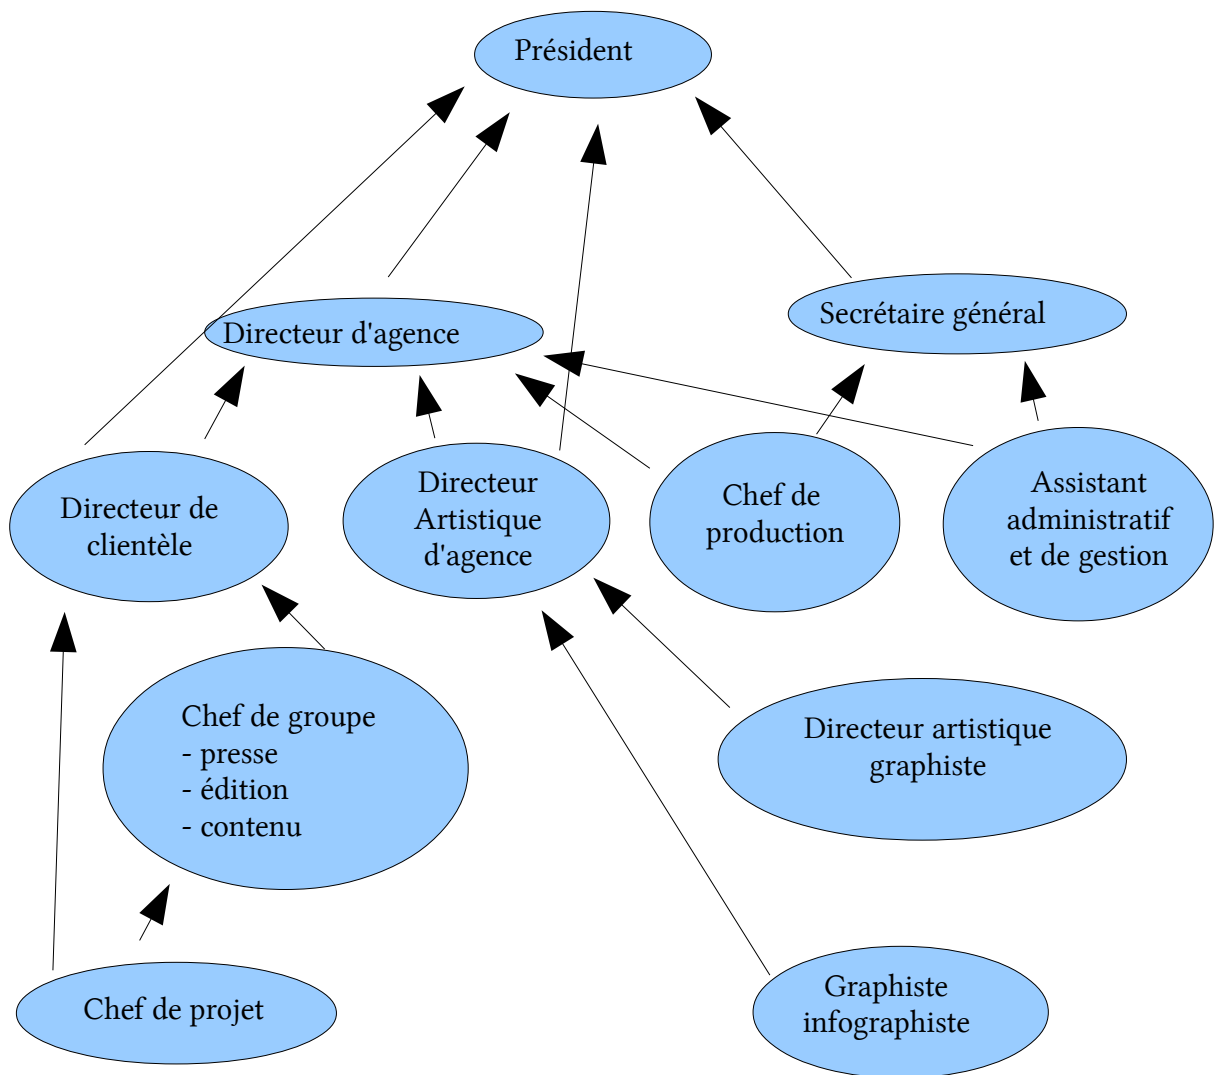 Président
Directeur d'agence
Secrétaire général
Directeur de
clientèle
Directeur
Artistique
d'agence
Chef de
production
Assistant
administratif
et de gestion
Chef de groupe
- presse
- édition
- contenu
Directeur artistique
graphiste
Chef de projet
Graphiste
infographiste